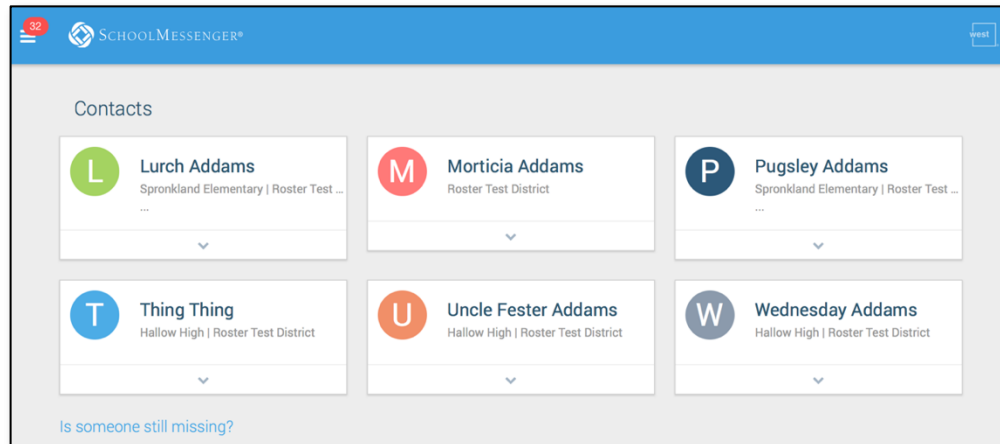 32
SCHOOLMESSENGER®
west
Contacts
L
Lurch Addams
Spronkland Elementary | Roster Test ...
...
M
Morticia Addams
Roster Test District
P
Pugsley Addams
Spronkland Elementary | Roster Test ...
...
T
Thing Thing
Hallow High | Roster Test District
U
Uncle Fester Addams
Hallow High | Roster Test District
W
Wednesday Addams
Hallow High | Roster Test District
Is someone still missing?